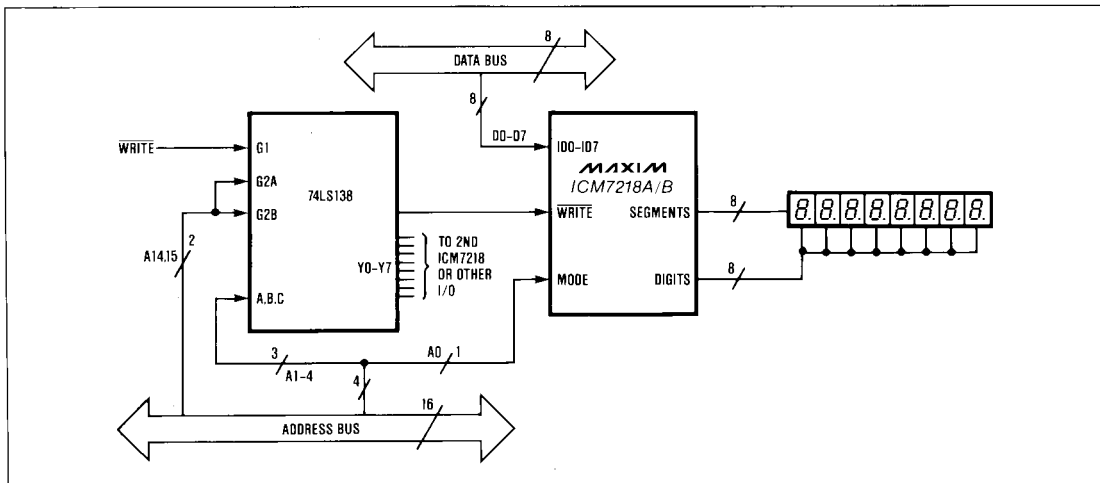 8
DATA BUS
8
D0-D7
W̅R̅I̅T̅E̅
G1
G2A
G2B
74LS138
A,B,C
Y0-Y7
TO 2ND
ICM7218
OR OTHER
I/O
2
A14,15
ID0-ID7
MAXIM
ICM7218A/B
W̅R̅I̅T̅E̅
SEGMENTS
MODE
DIGITS
8
8
8.8.8.8.8.8.8.8.
3
A1-4
A0
1
4
16
ADDRESS BUS